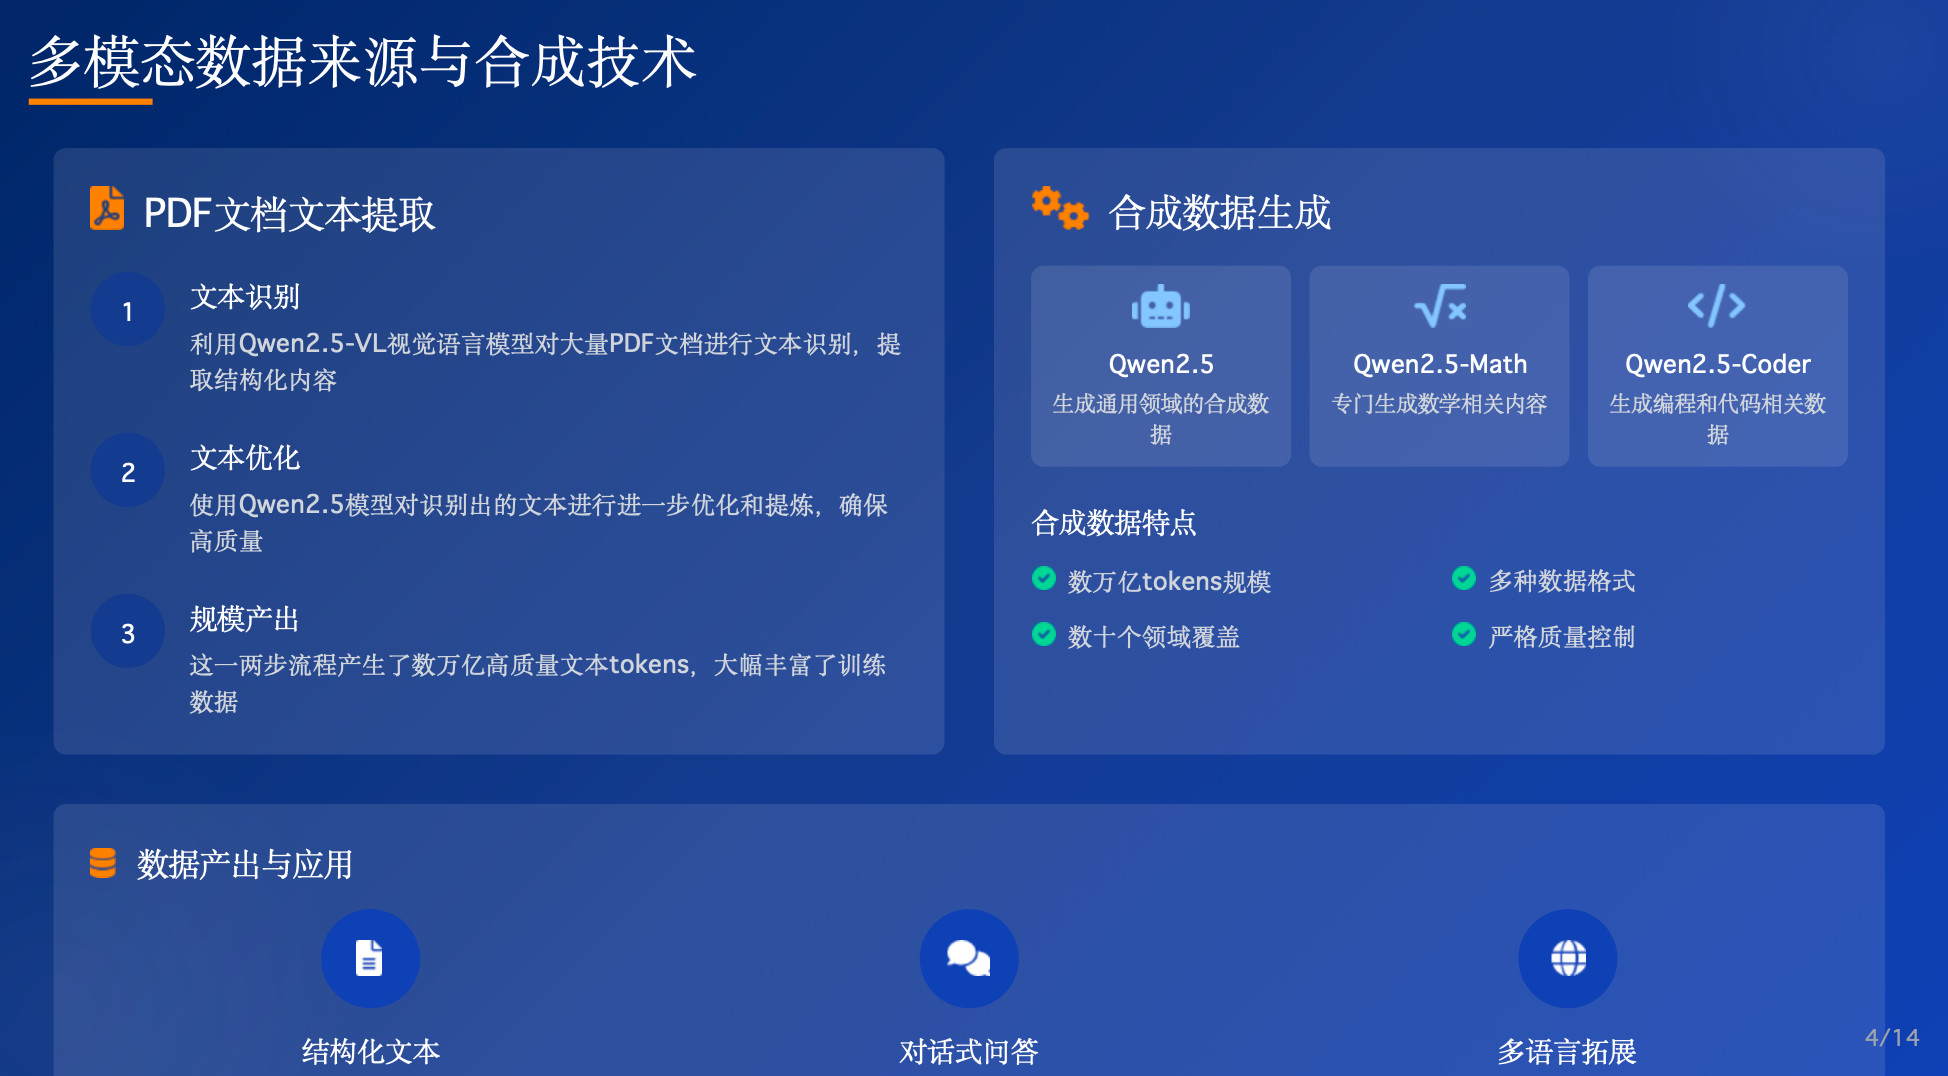 多模态数据来源与合成技术
PDF文档文本提取
1
文本识别
利用Qwen2.5-VL视觉语言模型对大量PDF文档进行文本识别，提
取结构化内容
2
文本优化
使用Qwen2.5模型对识别出的文本进行进一步优化和提炼，确保
高质量
3
规模产出
这一两步流程产生了数万亿高质量文本tokens，大幅丰富了训练
数据
合成数据生成
Qwen2.5
生成通用领域的合成数
据
Qwen2.5-Math
专门生成数学相关内容
Qwen2.5-Coder
生成编程和代码相关数
据
合成数据特点
数万亿tokens规模
多种数据格式
数十个领域覆盖
严格质量控制
数据产出与应用
结构化文本
对话式问答
多语言拓展
4/14